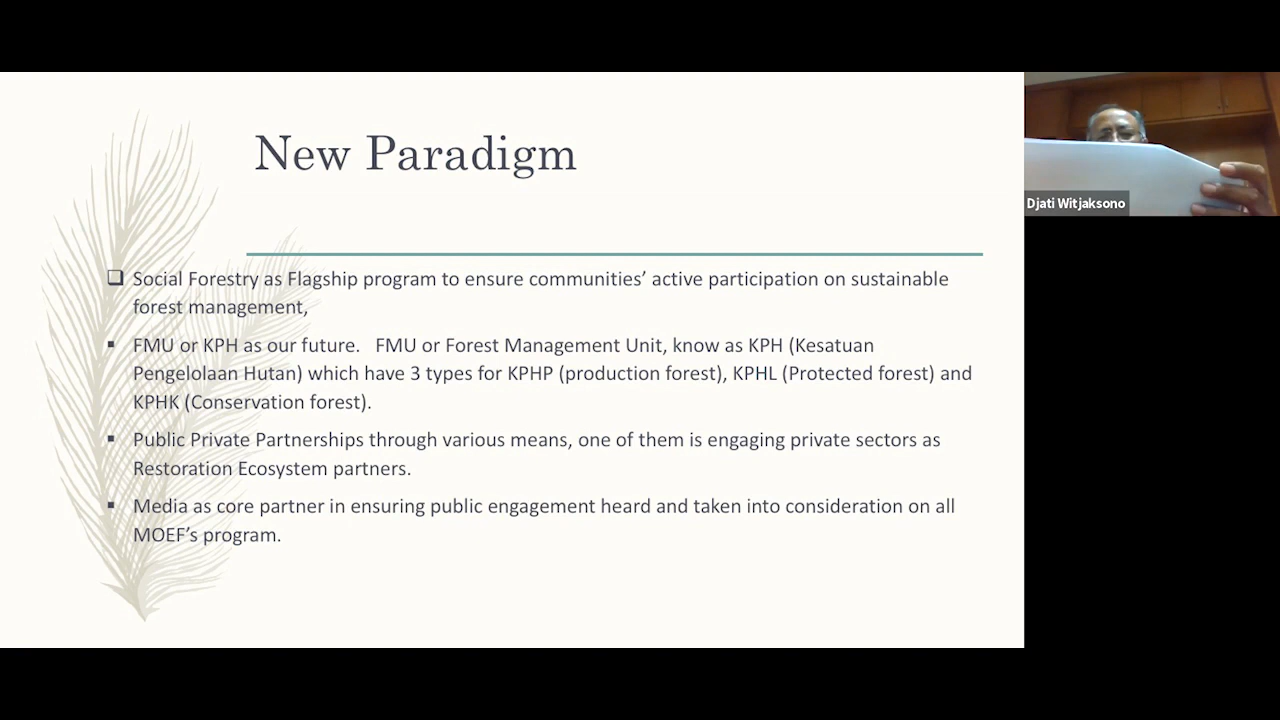 New Paradigm
Djati Witjaksono
❑ Social Forestry as Flagship program to ensure communities’ active participation on sustainable
forest management,
▪ FMU or KPH as our future.   FMU or Forest Management Unit, know as KPH (Kesatuan
Pengelolaan Hutan) which have 3 types for KPHP (production forest), KPHL (Protected forest) and
KPHK (Conservation forest).
▪ Public Private Partnerships through various means, one of them is engaging private sectors as
Restoration Ecosystem partners.
▪ Media as core partner in ensuring public engagement heard and taken into consideration on all
MOEF’s program.